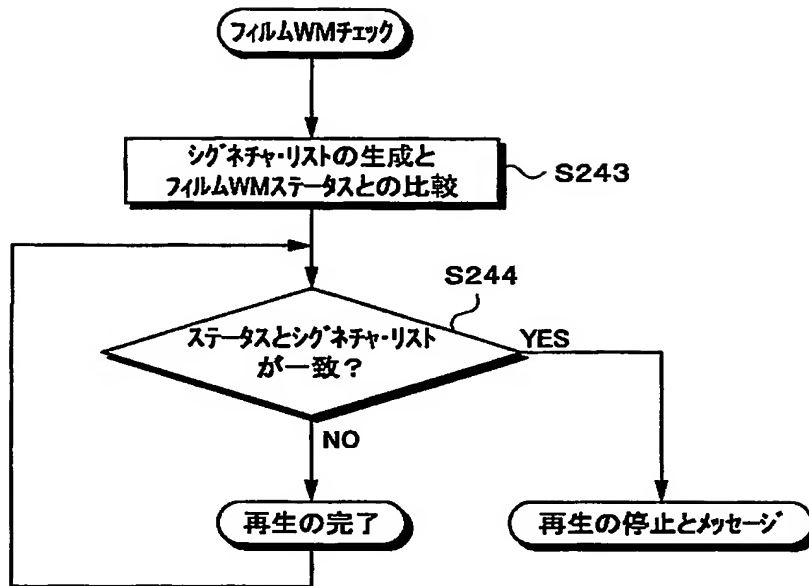 フィルムWMチェック
シグネチャ・リストの生成と
フィルムWMステータスとの比較
S243
S244
ステータスとシグネチャ・リスト
が一致？
YES
NO
再生の完了
再生の停止とメッセージ